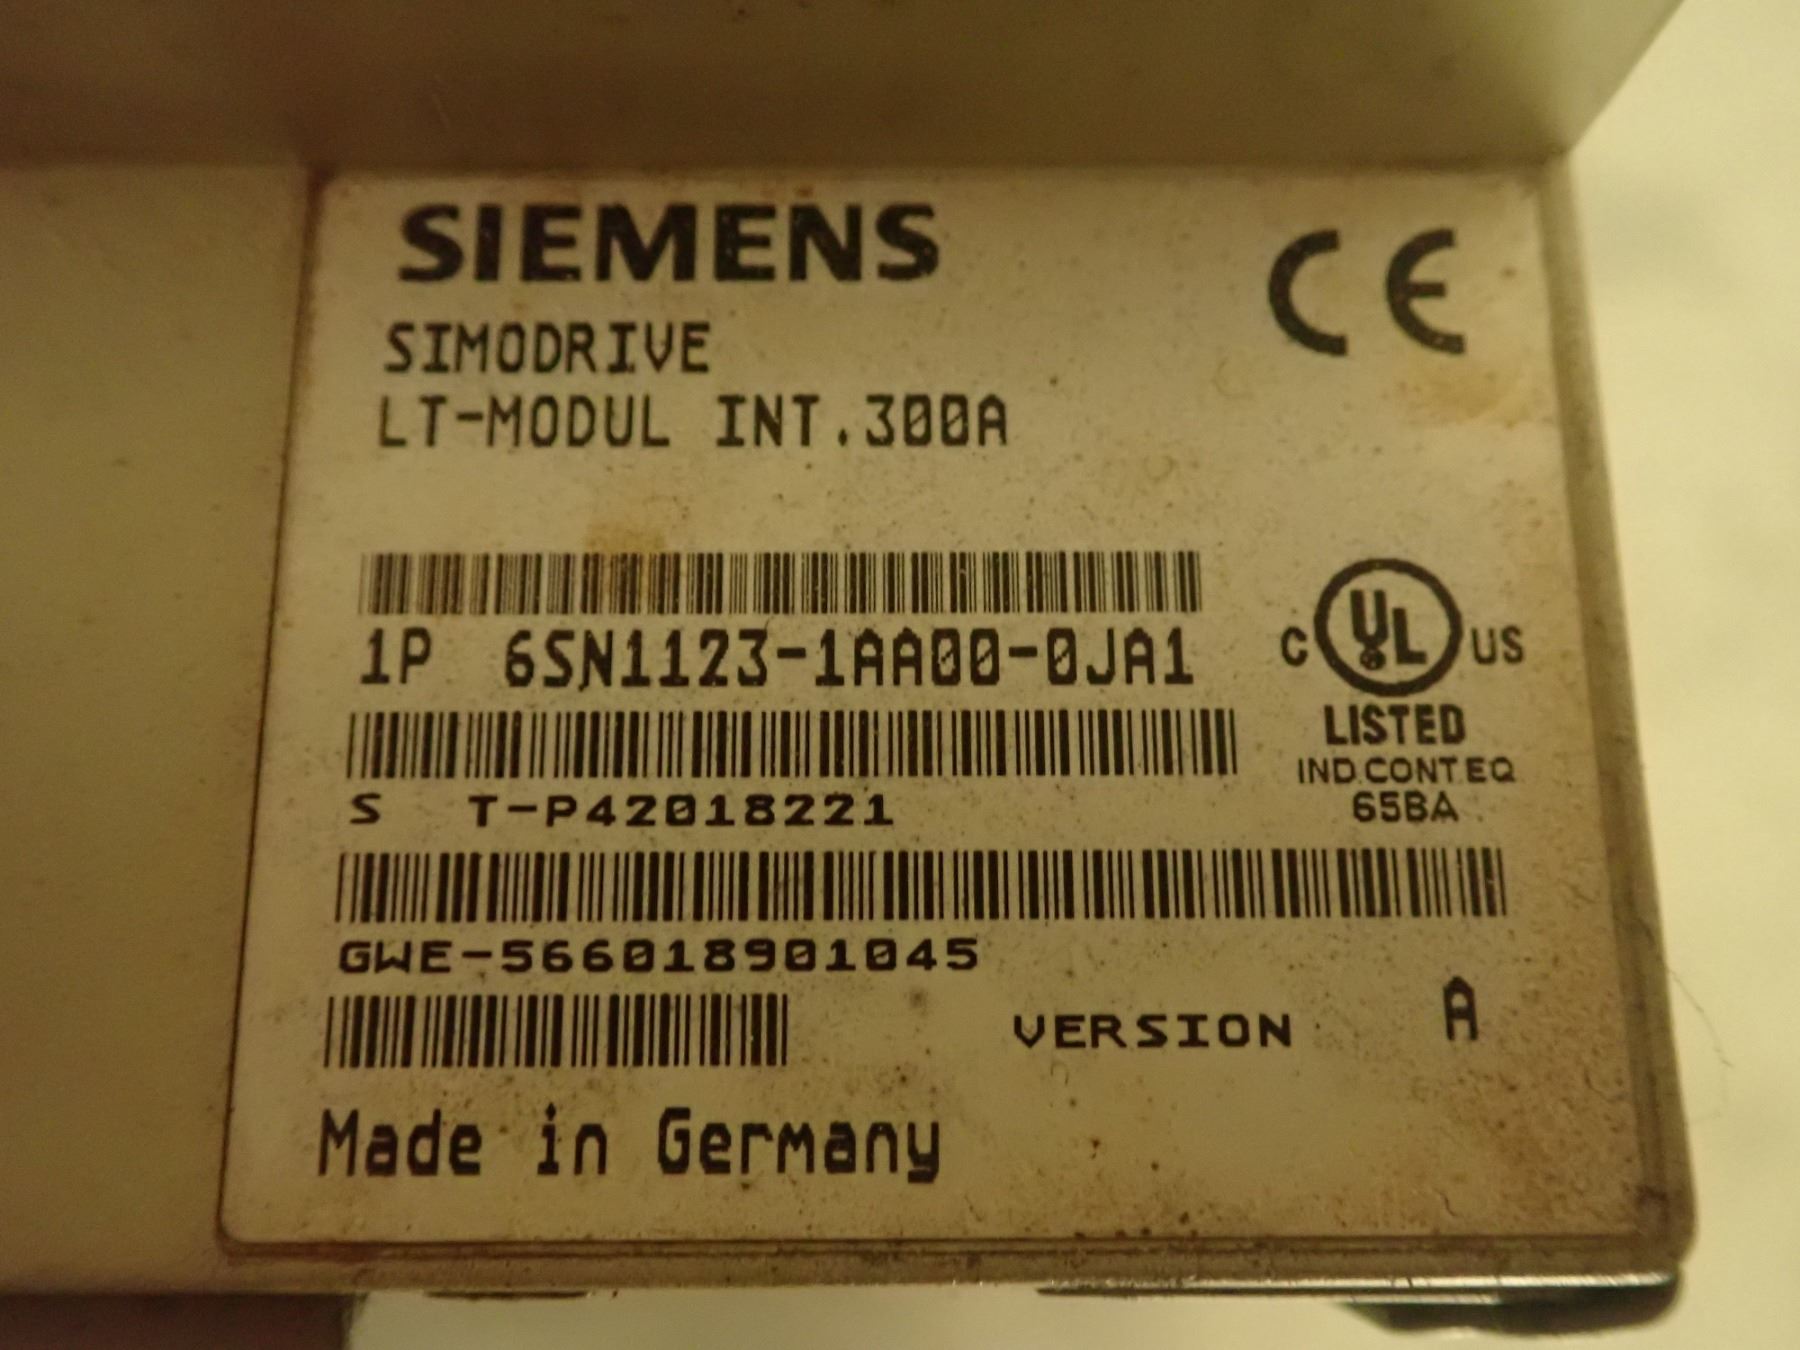 SIEMENS
CE
SIMODRIVE
LT-MODUL INT.300A
1P 6SN1123-1AA00-0JA1
C UL US
LISTED
IND.CONT.EQ
65BA
S T-P42018221
GWE-566018901045
VERSION A
Made in Germany